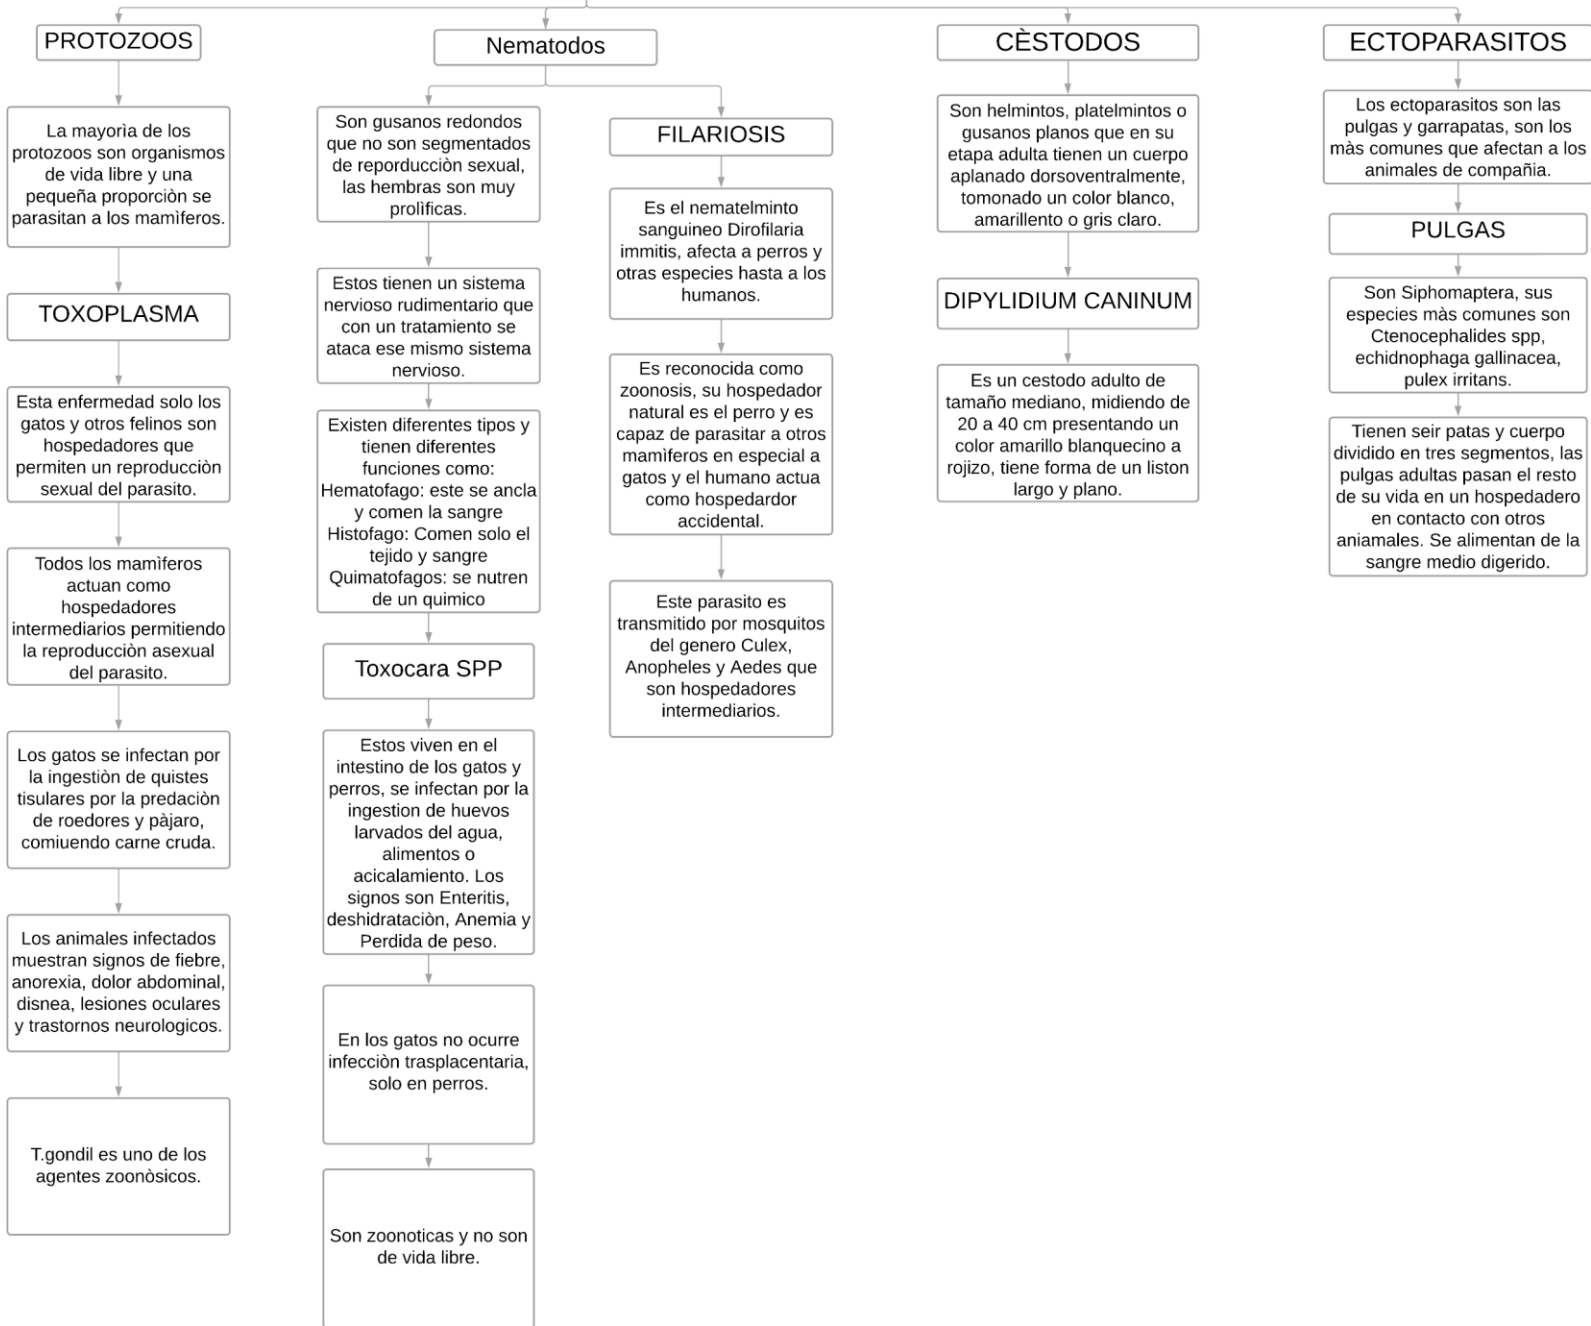 PROTOZOOS
La mayorìa de los
protozoos son organismos
de vida libre y una
pequeña proporciòn se
parasitan a los mamìferos.
TOXOPLASMA
Esta enfermedad solo los
gatos y otros felinos son
hospedadores que
permiten un reproducciòn
sexual del parasito.
Todos los mamìferos
actuan como
hospedadores
intermediarios permitiendo
la reproducciòn asexual
del parasito.
Los gatos se infectan por
la ingestiòn de quistes
tisulares por la predaciòn
de roedores y pàjaro,
comiuendo carne cruda.
Los animales infectados
muestran signos de fiebre,
anorexia, dolor abdominal,
disnea, lesiones oculares
y trastornos neurologicos.
T.gondil es uno de los
agentes zoonòsicos.
Nematodos
Son gusanos redondos
que no son segmentados
de reporducciòn sexual,
las hembras son muy
prolìficas.
Estos tienen un sistema
nervioso rudimentario que
con un tratamiento se
ataca ese mismo sistema
nervioso.
Existen diferentes tipos y
tienen diferentes
funciones como:
Hematofago: este se ancla
y comen la sangre
Histofago: Comen solo el
tejido y sangre
Quimatofagos: se nutren
de un quimico
Toxocara SPP
Estos viven en el
intestino de los gatos y
perros, se infectan por la
ingestion de huevos
larvados del agua,
alimentos o
acicalamiento. Los
signos son Enteritis,
deshidrataciòn, Anemia y
Perdida de peso.
En los gatos no ocurre
infecciòn trasplacentaria,
solo en perros.
Son zoonoticas y no son
de vida libre.
FILARIOSIS
Es el nematelminto
sanguineo Dirofilaria
immitis, afecta a perros y
otras especies hasta a los
humanos.
Es reconocida como
zoonosis, su hospedador
natural es el perro y es
capaz de parasitar a otros
mamìferos en especial a
gatos y el humano actua
como hospedardor
accidental.
Este parasito es
transmitido por mosquitos
del genero Culex,
Anopheles y Aedes que
son hospedadores
intermediarios.
CÈSTODOS
Son helmintos, platelmintos o
gusanos planos que en su
etapa adulta tienen un cuerpo
aplanado dorsoventralmente,
tomonado un color blanco,
amarillento o gris claro.
DIPYLIDIUM CANINUM
Es un cestodo adulto de
tamaño mediano, midiendo de
20 a 40 cm presentando un
color amarillo blanquecino a
rojizo, tiene forma de un liston
largo y plano.
ECTOPARASITOS
Los ectoparasitos son las
pulgas y garrapatas, son los
màs comunes que afectan a los
animales de compañia.
PULGAS
Son Siphomaptera, sus
especies màs comunes son
Ctenocephalides spp,
echidnophaga gallinacea,
pulex irritans.
Tienen seir patas y cuerpo
dividido en tres segmentos, las
pulgas adultas pasan el resto
de su vida en un hospedadero
en contacto con otros
aniamales. Se alimentan de la
sangre medio digerido.